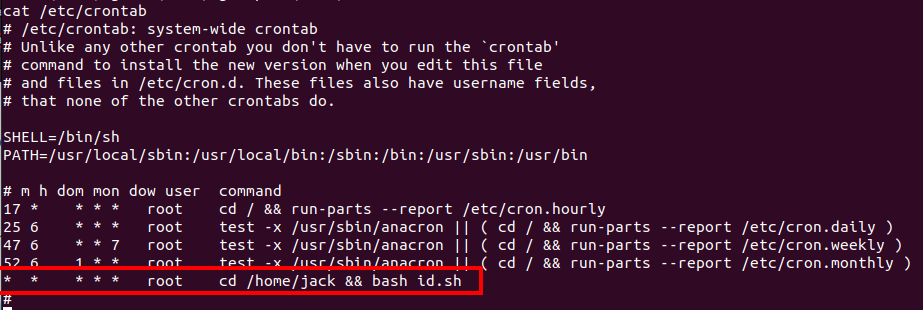 cat /etc/crontab
# /etc/crontab: system-wide crontab
# Unlike any other crontab you don't have to run the `crontab'
# command to install the new version when you edit this file
# and files in /etc/cron.d. These files also have username fields,
# that none of the other crontabs do.
SHELL=/bin/sh
PATH=/usr/local/sbin:/usr/local/bin:/sbin:/bin:/usr/sbin:/usr/bin
# m h dom mon dow user  command
17 *    * * *   root    cd / && run-parts --report /etc/cron.hourly
25 6    * * *   root    test -x /usr/sbin/anacron || ( cd / && run-parts --report /etc/cron.daily )
47 6    * * 7   root    test -x /usr/sbin/anacron || ( cd / && run-parts --report /etc/cron.weekly )
52 6    1 * *   root    test -x /usr/sbin/anacron || ( cd / && run-parts --report /etc/cron.monthly )
*  *    * * *   root    cd /home/jack && bash id.sh
#